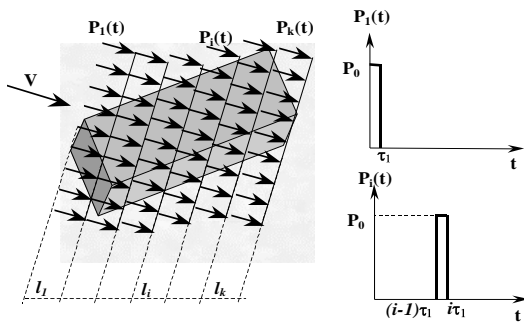 P1(t) Pi(t) Pk(t)
V
l1 li lk
P1(t)
P0
τ1
t
Pi(t)
P0
(i-1)τ1 iτ1
t